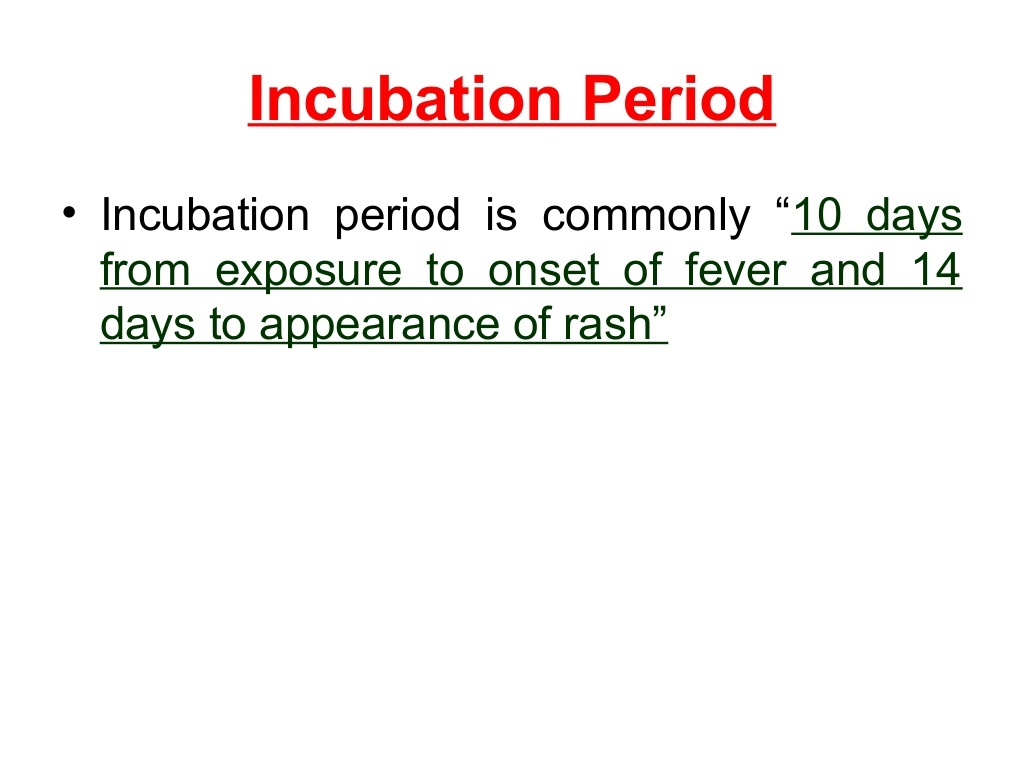 Incubation Period
• Incubation period is commonly “10 days
from exposure to onset of fever and 14
days to appearance of rash”